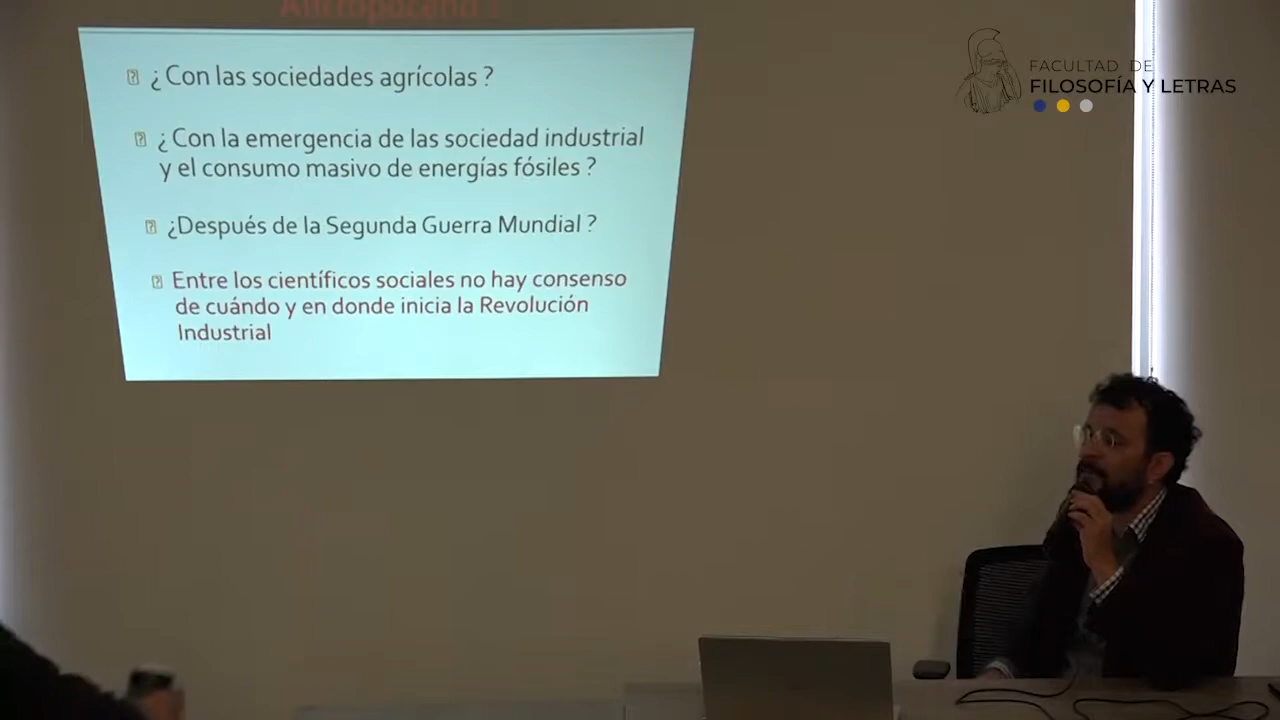 ¿ Con las sociedades agrícolas ?
¿ Con la emergencia de las sociedad industrial
y el consumo masivo de energías fósiles ?
¿Después de la Segunda Guerra Mundial ?
Entre los científicos sociales no hay consenso
de cuándo y en donde inicia la Revolución
Industrial
FACULTAD DE
FILOSOFÍA Y LETRAS